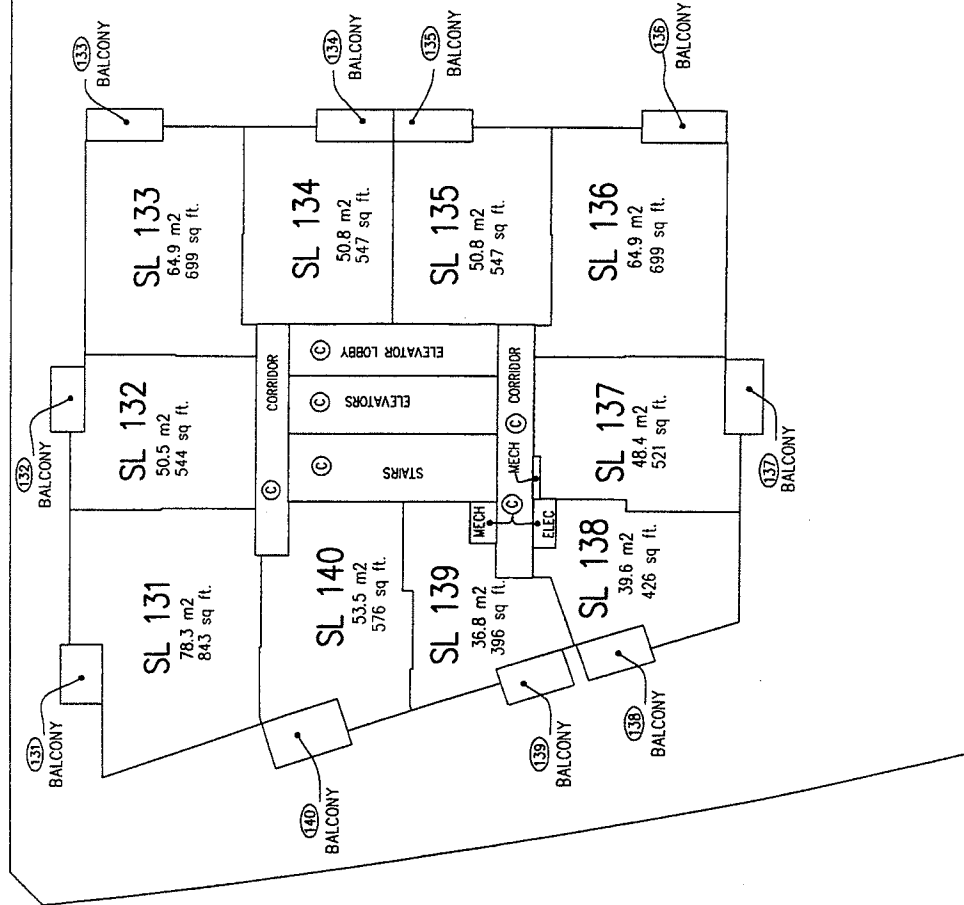 133
BALCONY
134
BALCONY
135
BALCONY
136
BALCONY
SL 133
64.9 m2
699 sq ft.
SL 134
50.8 m2
547 sq ft.
SL 135
50.8 m2
547 sq ft.
SL 136
64.9 m2
699 sq ft.
132
BALCONY
SL 132
50.5 m2
544 sq ft.
CORRIDOR
C
C
ELEVATOR LOBBY
C
ELEVATORS
C
STAIRS
CORRIDOR
C
MECH
C
MECH
ELEC
SL 137
48.4 m2
521 sq ft.
137
BALCONY
131
BALCONY
SL 131
78.3 m2
843 sq ft.
SL 140
53.5 m2
576 sq ft.
SL 139
36.8 m2
396 sq ft.
SL 138
39.6 m2
426 sq ft.
140
BALCONY
139
BALCONY
138
BALCONY